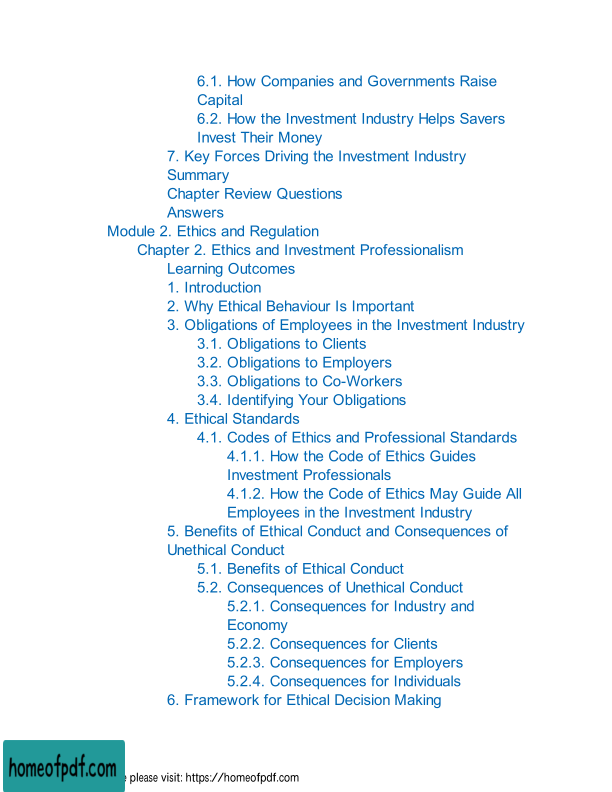 6.1. How Companies and Governments Raise
Capital
6.2. How the Investment Industry Helps Savers
Invest Their Money
7. Key Forces Driving the Investment Industry
Summary
Chapter Review Questions
Answers
Module 2. Ethics and Regulation
Chapter 2. Ethics and Investment Professionalism
Learning Outcomes
1. Introduction
2. Why Ethical Behaviour Is Important
3. Obligations of Employees in the Investment Industry
3.1. Obligations to Clients
3.2. Obligations to Employers
3.3. Obligations to Co-Workers
3.4. Identifying Your Obligations
4. Ethical Standards
4.1. Codes of Ethics and Professional Standards
4.1.1. How the Code of Ethics Guides
Investment Professionals
4.1.2. How the Code of Ethics May Guide All
Employees in the Investment Industry
5. Benefits of Ethical Conduct and Consequences of
Unethical Conduct
5.1. Benefits of Ethical Conduct
5.2. Consequences of Unethical Conduct
5.2.1. Consequences for Industry and
Economy
5.2.2. Consequences for Clients
5.2.3. Consequences for Employers
5.2.4. Consequences for Individuals
6. Framework for Ethical Decision Making
homeofpdf.com
please visit: https://homeofpdf.com